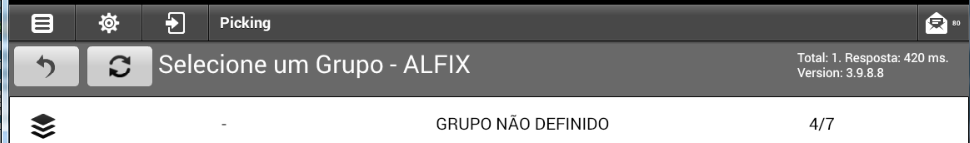 Picking
80
Selecione um Grupo - ALFIX
Total: 1. Resposta: 420 ms.
Version: 3.9.8.8
- GRUPO NÃO DEFINIDO 4/7